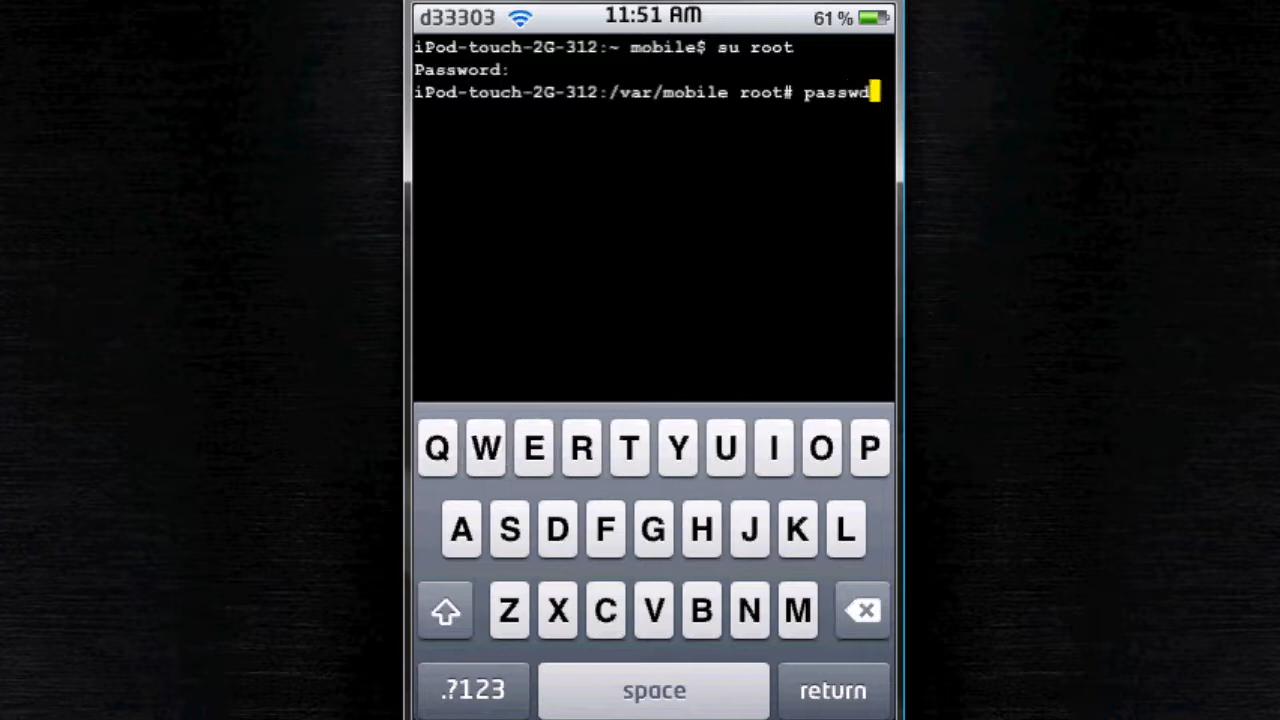 d33303 11:51 AM 61%
iPod-touch-2G-312:~ mobile$ su root
Password:
iPod-touch-2G-312:/var/mobile root# passwd
Q W E R T Y U I O P
A S D F G H J K L
Z X C V B N M
.?123 space return